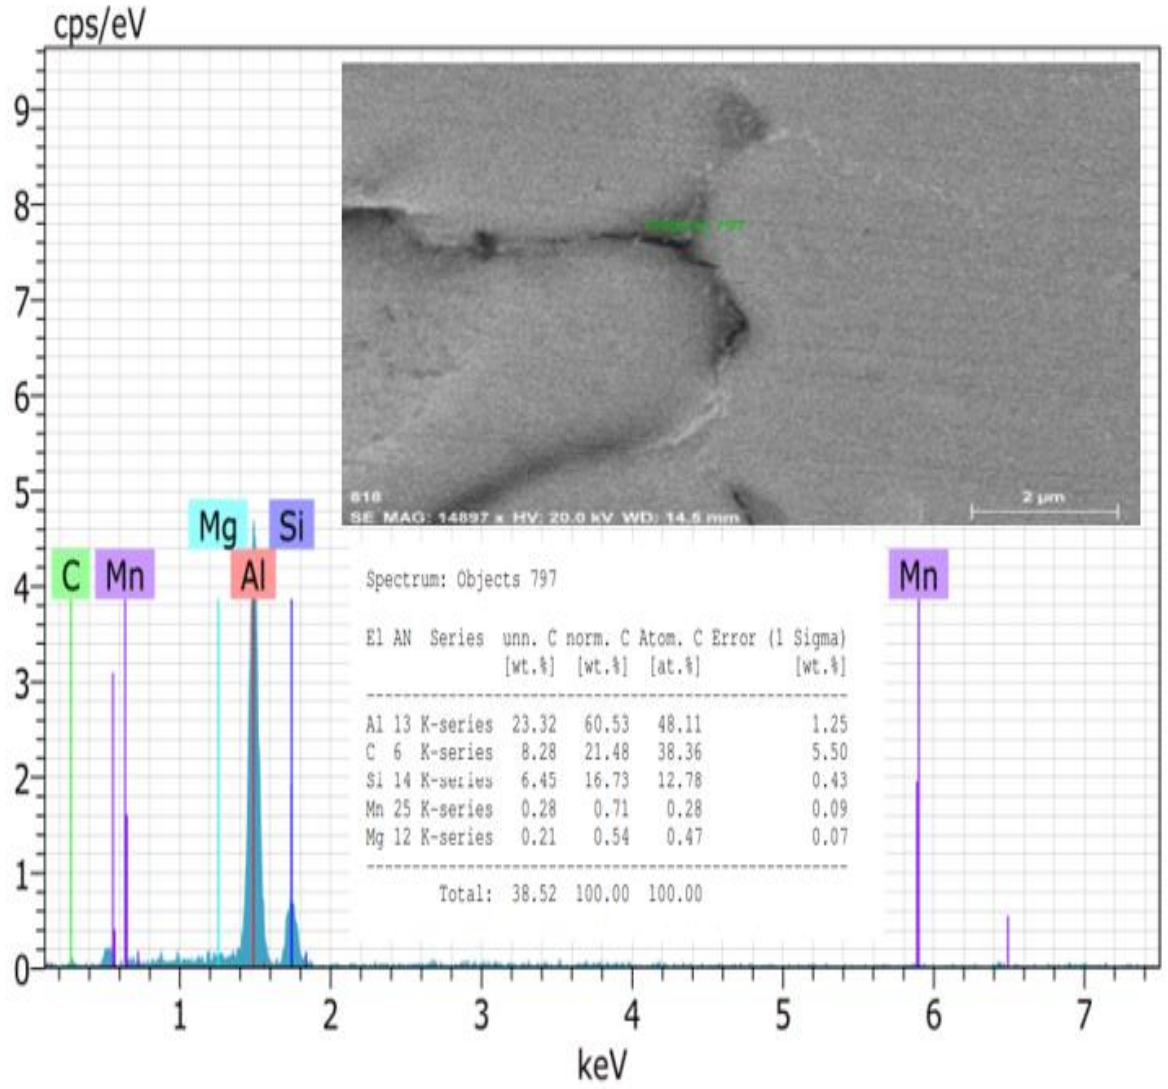 cps/eV
9
8
7
6
5
4
3
2
1
0
Objects 797
818
SE MAG: 14897 x HV: 20.0 kV WD: 14.5 mm
2 µm
Mg Si
C Mn Al Mn
Spectrum: Objects 797
El AN Series unn. C norm. C Atom. C Error (1 Sigma)
[wt.%] [wt.%] [at.%] [wt.%]
Al 13 K-series 23.32 60.53 48.11 1.25
C 6 K-series 8.28 21.48 38.36 5.50
Si 14 K-series 6.45 16.73 12.78 0.43
Mn 25 K-series 0.28 0.71 0.28 0.09
Mg 12 K-series 0.21 0.54 0.47 0.07
Total: 38.52 100.00 100.00
1 2 3 4 5 6 7
keV